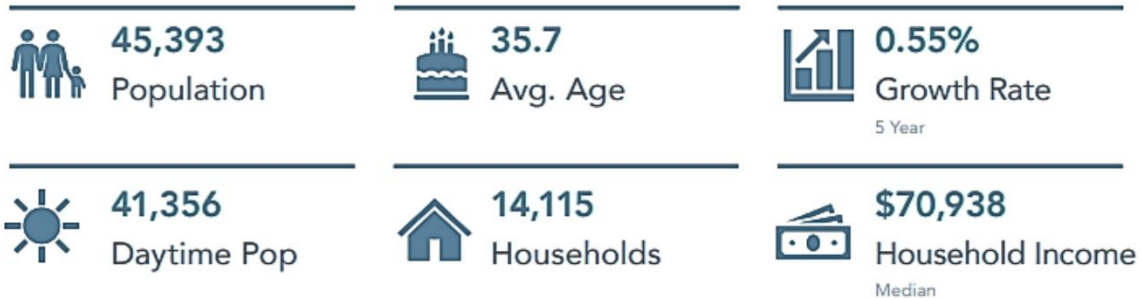 45,393
Population
35.7
Avg. Age
0.55%
Growth Rate
5 Year
41,356
Daytime Pop
14,115
Households
$70,938
Household Income
Median